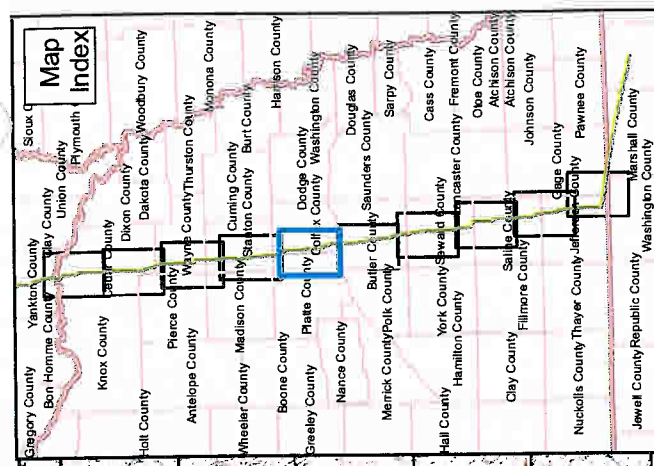 Map
Index
Sioux C
Plymouth
Woodbury County
Monona County
Harrison County
Gregory County
Yankton County
Clay County
Union County
Bon Homme County
Dixon County
Dakota County
Knox County
Cedar County
Thurston County
Wayne County
Pierce County
Holt County
Antelope County
Cuming County
Burt County
Stanton County
Madison County
Wheeler County
Boone County
Dodge County
Washington County
Colfax County
Platte County
Greeley County
Nance County
Douglas County
Saunders County
Sarpy County
Butler County
Polk County
Merrick County
Cass County
Lancaster County
Seward County
York County
Hamilton County
Hall County
Fremont County
Otoe County
Atchison County
Atchison County
Johnson County
Saline County
Fillmore County
Clay County
Pawnee County
Gage County
Jefferson County
Thayer County
Nuckolls County
Marshall County
Washington County
Republic County
Jewell County